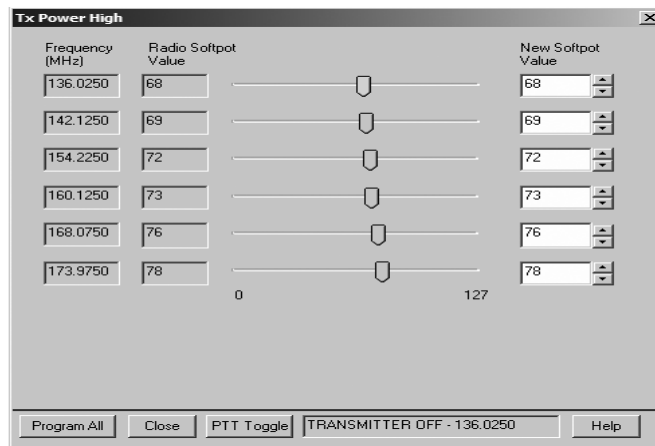 Tx Power High
Frequency (MHz) Radio Softpot Value New Softpot Value
136.0250 68 68
142.1250 69 69
154.2250 72 72
160.1250 73 73
168.0750 76 76
173.9750 78 78
0 127
Program All Close PTT Toggle TRANSMITTER OFF - 136.0250 Help